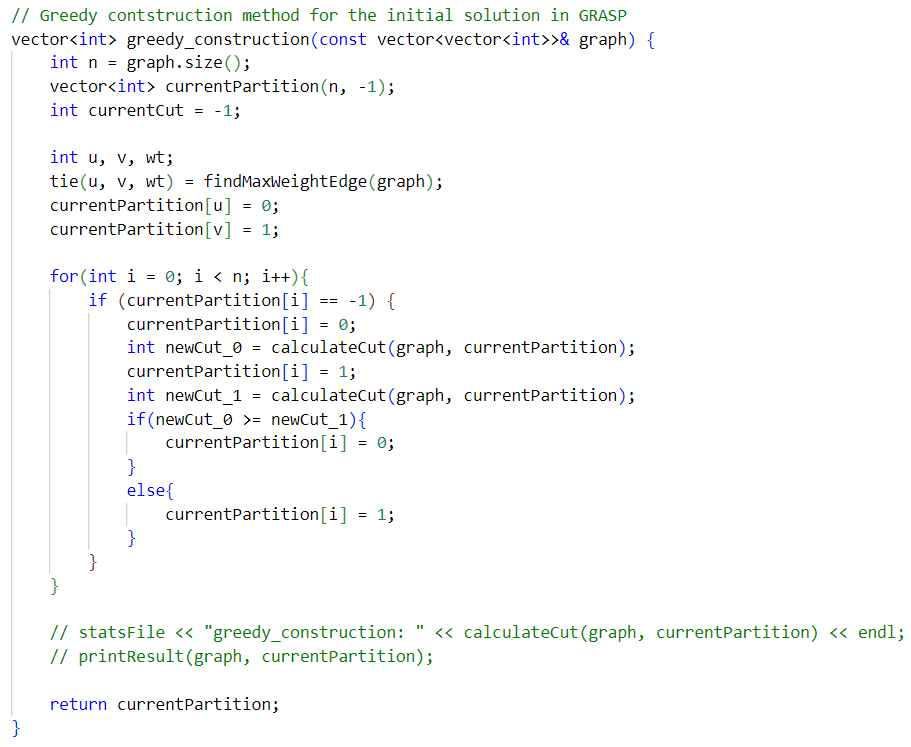 // Greedy contstruction method for the initial solution in GRASP
vector<int> greedy_construction(const vector<vector<int>>& graph) {
    int n = graph.size();
    vector<int> currentPartition(n, -1);
    int currentCut = -1;

    int u, v, wt;
    tie(u, v, wt) = findMaxWeightEdge(graph);
    currentPartition[u] = 0;
    currentPartition[v] = 1;

    for(int i = 0; i < n; i++){
        if (currentPartition[i] == -1) {
            currentPartition[i] = 0;
            int newCut_0 = calculateCut(graph, currentPartition);
            currentPartition[i] = 1;
            int newCut_1 = calculateCut(graph, currentPartition);
            if(newCut_0 >= newCut_1){
                currentPartition[i] = 0;
            }
            else{
                currentPartition[i] = 1;
            }
        }
    }

    // statsFile << "greedy_construction: " << calculateCut(graph, currentPartition) << endl;
    // printResult(graph, currentPartition);

    return currentPartition;
}